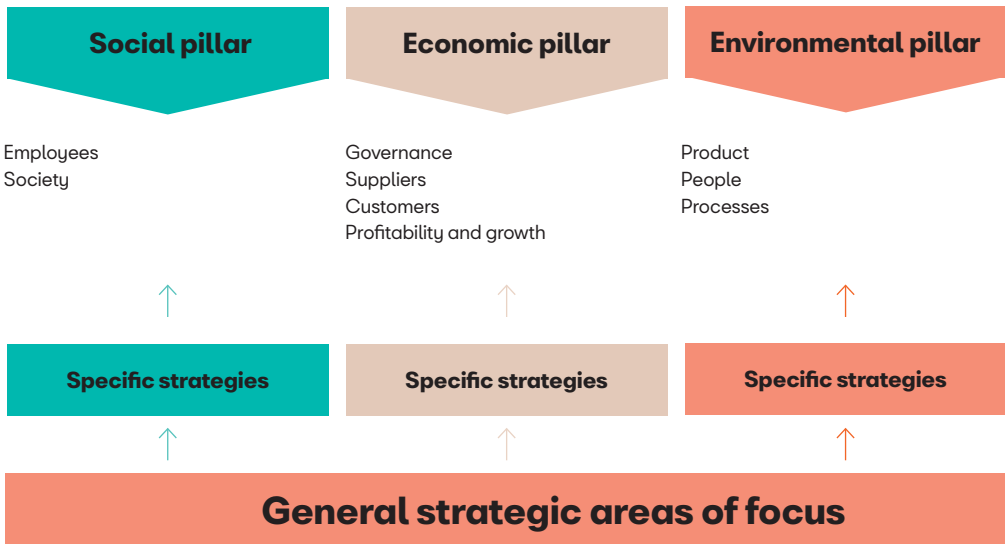 Social pillar
Economic pillar
Environmental pillar
Employees
Society
Governance
Suppliers
Customers
Profitability and growth
Product
People
Processes
Specific strategies
Specific strategies
Specific strategies
General strategic areas of focus